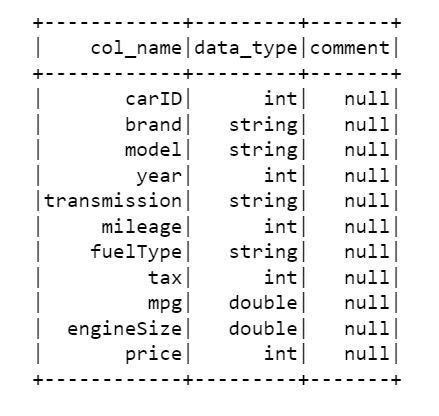 +------------+---------+-------+
|    col_name|data_type|comment|
+------------+---------+-------+
|       carID|      int|   null|
|       brand|   string|   null|
|       model|   string|   null|
|        year|      int|   null|
|transmission|   string|   null|
|     mileage|      int|   null|
|    fuelType|   string|   null|
|         tax|      int|   null|
|         mpg|   double|   null|
|  engineSize|   double|   null|
|       price|      int|   null|
+------------+---------+-------+